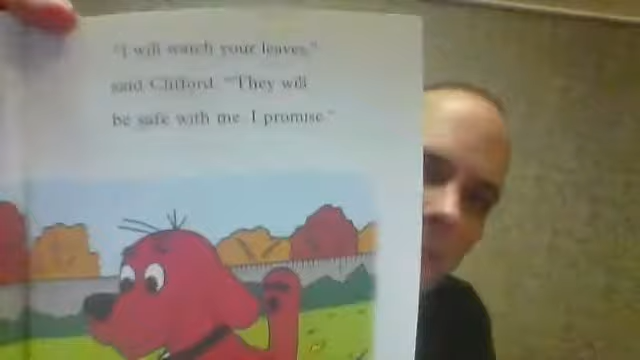 "I will watch your leaves,"
said Clifford. "They will
be safe with me. I promise."